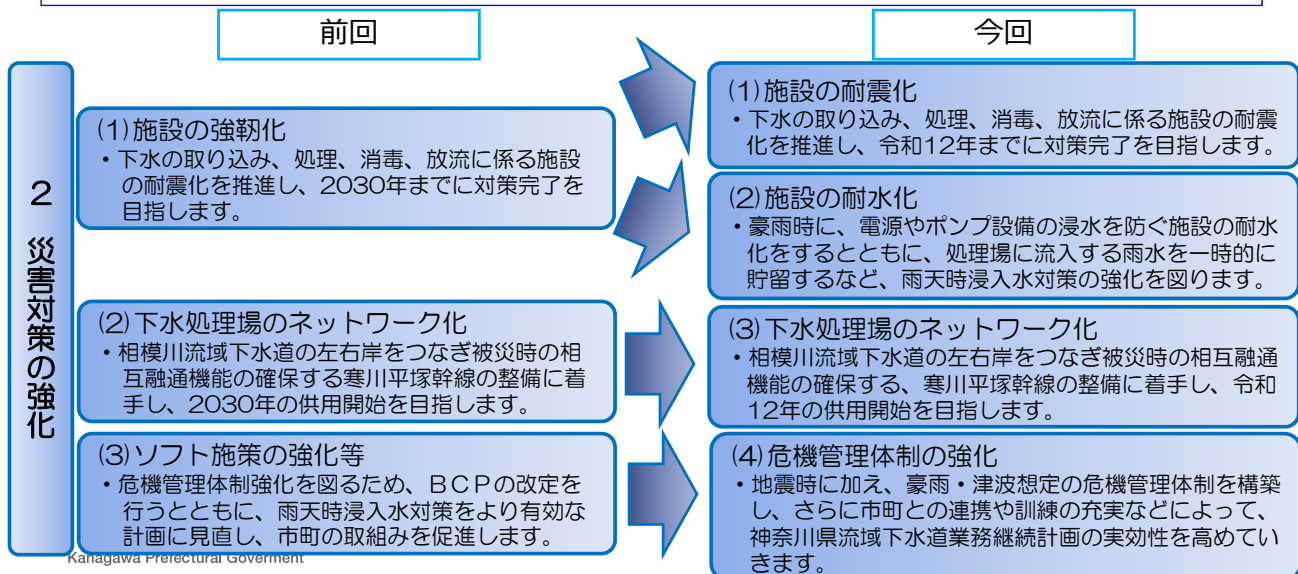 前回
今回
2 災害対策の強化
(1)施設の強靭化
・下水の取り込み、処理、消毒、放流に係る施設
の耐震化を推進し、2030年までに対策完了を
目指します。
(2)下水処理場のネットワーク化
・相模川流域下水道の左右岸をつなぎ被災時の相
互融通機能の確保する寒川平塚幹線の整備に着
手し、2030年の供用開始を目指します。
(3)ソフト施策の強化等
・危機管理体制強化を図るため、ＢＣＰの改定を
行うとともに、雨天時浸入水対策をより有効な
計画に見直し、市町の取組みを促進します。
(1)施設の耐震化
・下水の取り込み、処理、消毒、放流に係る施設の耐震
化を推進し、令和12年までに対策完了を目指します。
(2)施設の耐水化
・豪雨時に、電源やポンプ設備の浸水を防ぐ施設の耐水
化をするとともに、処理場に流入する雨水を一時的に
貯留するなど、雨天時浸入水対策の強化を図ります。
(3)下水処理場のネットワーク化
・相模川流域下水道の左右岸をつなぎ被災時の相互融通
機能の確保する、寒川平塚幹線の整備に着手し、令和
12年の供用開始を目指します。
(4)危機管理体制の強化
・地震時に加え、豪雨・津波想定の危機管理体制を構築
し、さらに市町との連携や訓練の充実などによって、
神奈川県流域下水道業務継続計画の実効性を高めてい
きます。
Kanagawa Prefectural Goverment